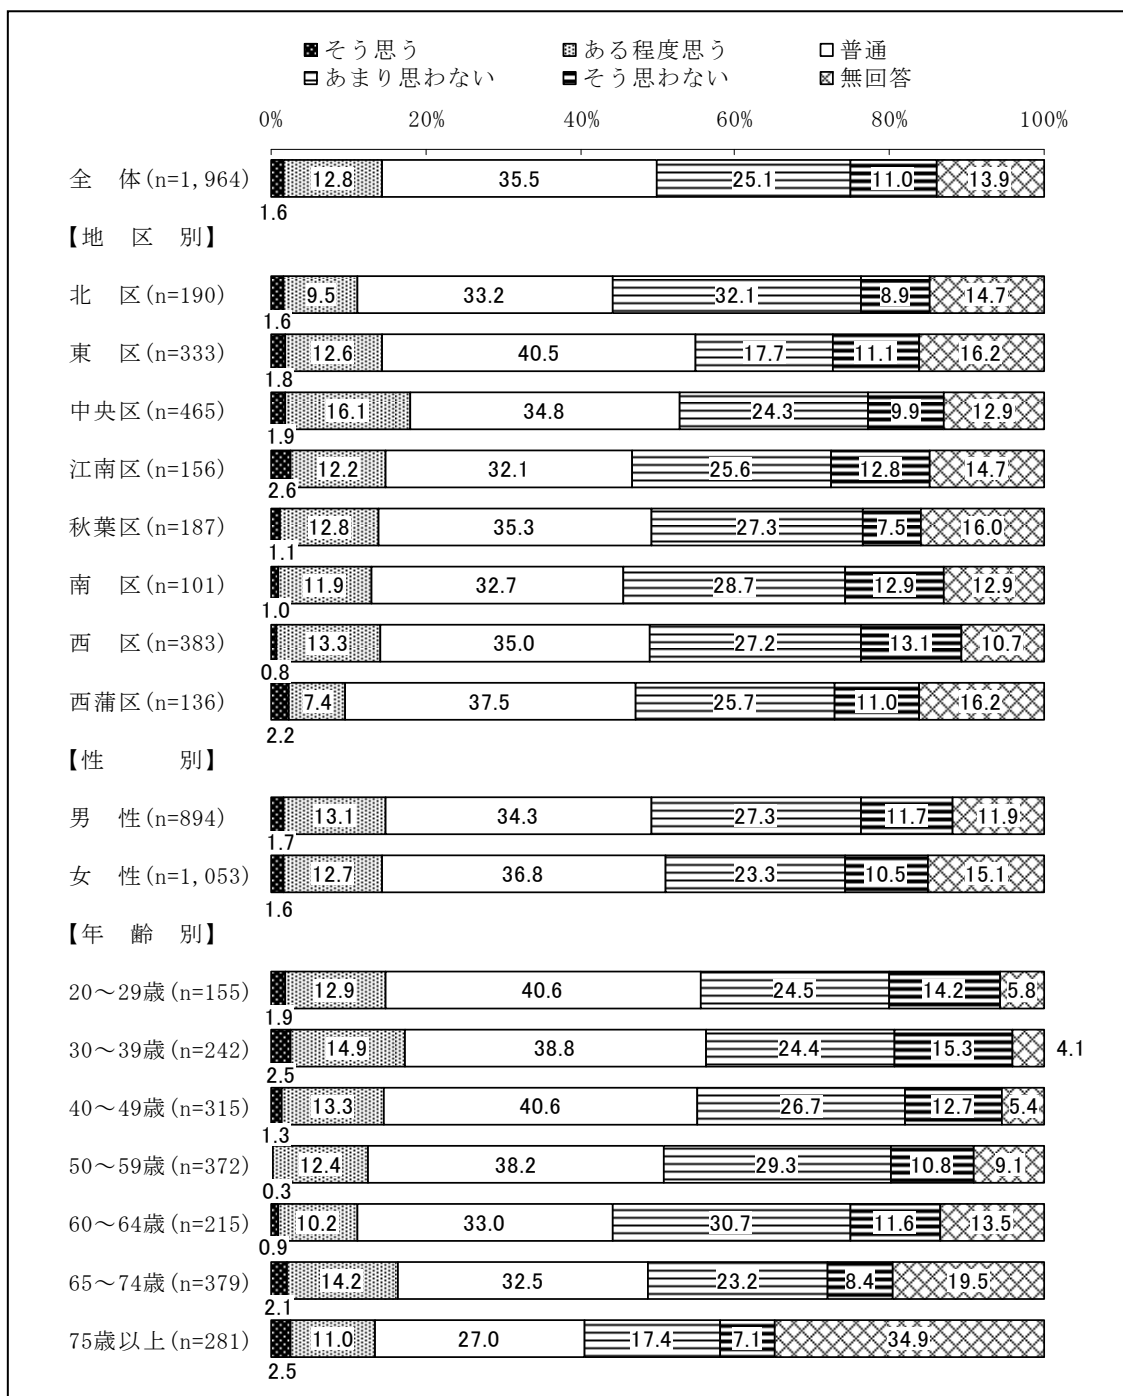 そう思う ある程度思う 普通
あまり思わない そう思わない 無回答
0% 20% 40% 60% 80% 100%
全 体(n=1,964) 12.8 35.5 25.1 11.0 13.9
1.6
【地 区 別】
北 区(n=190) 9.5 33.2 32.1 8.9 14.7
1.6
東 区(n=333) 12.6 40.5 17.7 11.1 16.2
1.8
中央区(n=465) 16.1 34.8 24.3 9.9 12.9
1.9
江南区(n=156) 12.2 32.1 25.6 12.8 14.7
2.6
秋葉区(n=187) 12.8 35.3 27.3 7.5 16.0
1.1
南 区(n=101) 11.9 32.7 28.7 12.9 12.9
1.0
西 区(n=383) 13.3 35.0 27.2 13.1 10.7
0.8
西蒲区(n=136) 7.4 37.5 25.7 11.0 16.2
2.2
【性 別】
男 性(n=894) 13.1 34.3 27.3 11.7 11.9
1.7
女 性(n=1,053) 12.7 36.8 23.3 10.5 15.1
1.6
【年 齢 別】
20～29歳(n=155) 12.9 40.6 24.5 14.2 5.8
1.9
30～39歳(n=242) 14.9 38.8 24.4 15.3 4.1
2.5
40～49歳(n=315) 13.3 40.6 26.7 12.7 5.4
1.3
50～59歳(n=372) 12.4 38.2 29.3 10.8 9.1
0.3
60～64歳(n=215) 10.2 33.0 30.7 11.6 13.5
0.9
65～74歳(n=379) 14.2 32.5 23.2 8.4 19.5
2.1
75歳以上(n=281) 11.0 27.0 17.4 7.1 34.9
2.5